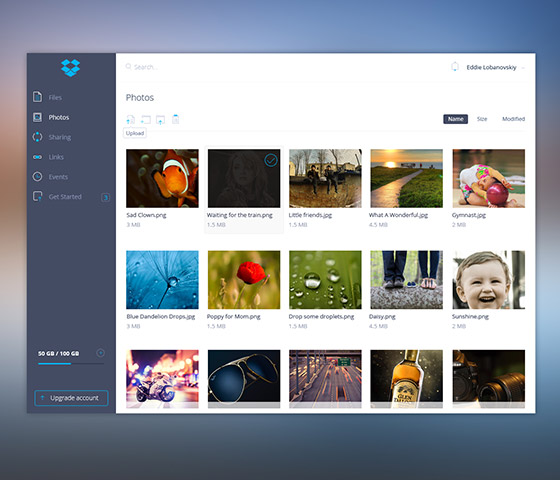 Search...
Eddie Lobanovskiy
Files
Photos
Sharing
Links
Events
Get Started
3
50 GB / 100 GB
Upgrade account
Photos
Upload
Name
Size
Modified
Sad Clown.png
3 MB
Waiting for the train.png
1.5 MB
Little friends.jpg
1.5 MB
What A Wonderful.jpg
4.5 MB
Gymnast.jpg
2 MB
Blue Dandelion Drops.jpg
3 MB
Poppy for Mom.png
1.5 MB
Drop some droplets.png
1.5 MB
Daisy.png
4.5 MB
Sunshine.png
2 MB
GLEN